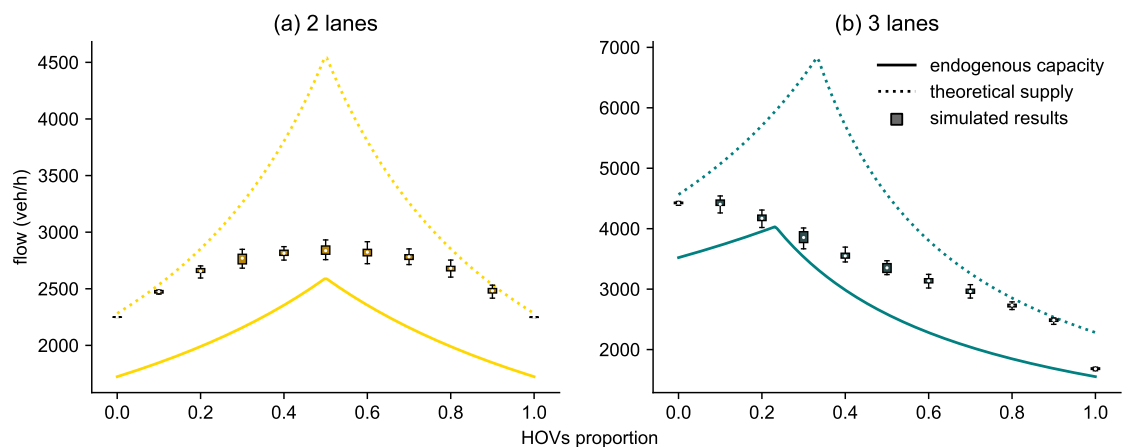 (a) 2 lanes
flow (veh/h)
4500
4000
3500
3000
2500
2000
0.0 0.2 0.4 0.6 0.8 1.0
(b) 3 lanes
7000
6000
5000
4000
3000
2000
0.0 0.2 0.4 0.6 0.8 1.0
endogenous capacity
theoretical supply
simulated results
HOVs proportion